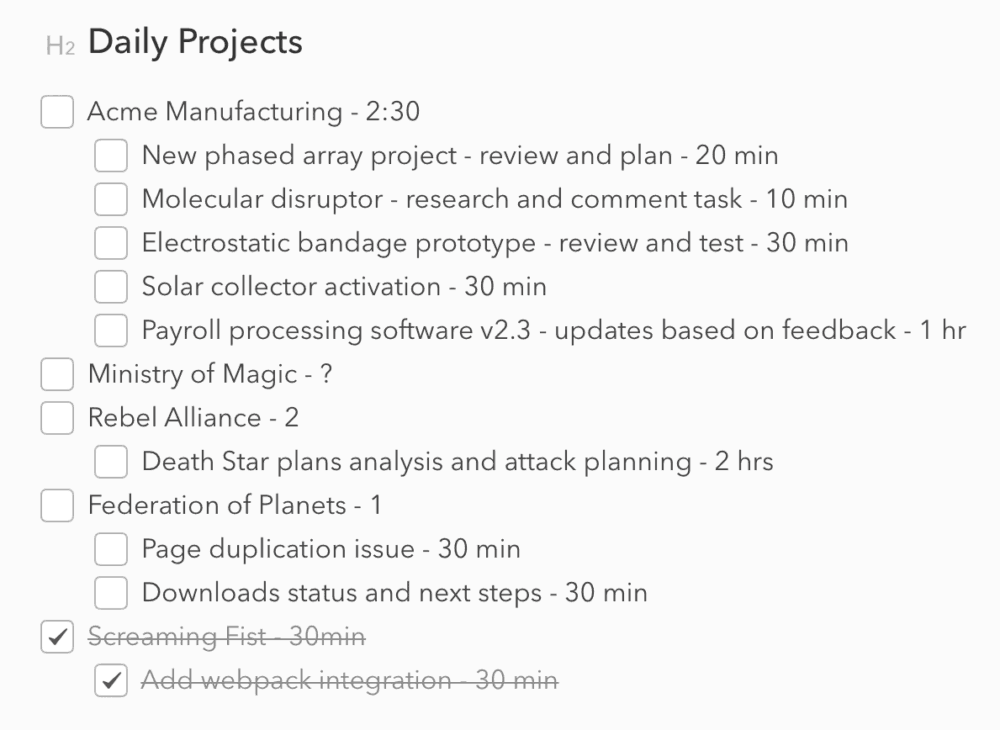 H2 Daily Projects
Acme Manufacturing - 2:30
New phased array project - review and plan - 20 min
Molecular disruptor - research and comment task - 10 min
Electrostatic bandage prototype - review and test - 30 min
Solar collector activation - 30 min
Payroll processing software v2.3 - updates based on feedback - 1 hr
Ministry of Magic - ?
Rebel Alliance - 2
Death Star plans analysis and attack planning - 2 hrs
Federation of Planets - 1
Page duplication issue - 30 min
Downloads status and next steps - 30 min
Screaming Fist - 30min
Add webpack integration - 30 min